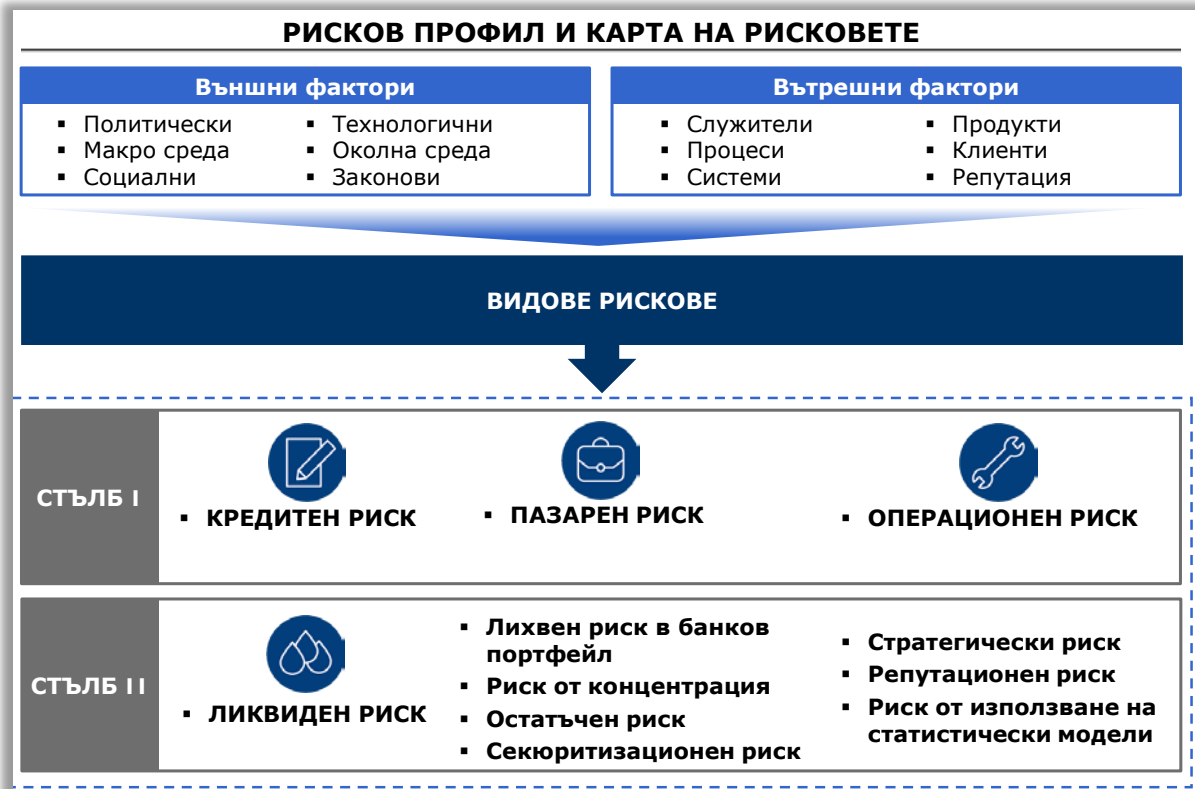 РИСКОВ ПРОФИЛ И КАРТА НА РИСКОВЕТЕ
Външни фактори
▪ Политически
▪ Макро среда
▪ Социални
▪ Технологични
▪ Околна среда
▪ Законови
Вътрешни фактори
▪ Служители
▪ Процеси
▪ Системи
▪ Продукти
▪ Клиенти
▪ Репутация
ВИДОВЕ РИСКОВЕ
СТЪЛБ I
▪ КРЕДИТЕН РИСК
▪ ПАЗАРЕН РИСК
▪ ОПЕРАЦИОНЕН РИСК
СТЪЛБ II
▪ ЛИКВИДЕН РИСК
▪ Лихвен риск в банков
портфейл
▪ Риск от концентрация
▪ Остатъчен риск
▪ Секюритизационен риск
▪ Стратегически риск
▪ Репутационен риск
▪ Риск от използване на
статистически модели